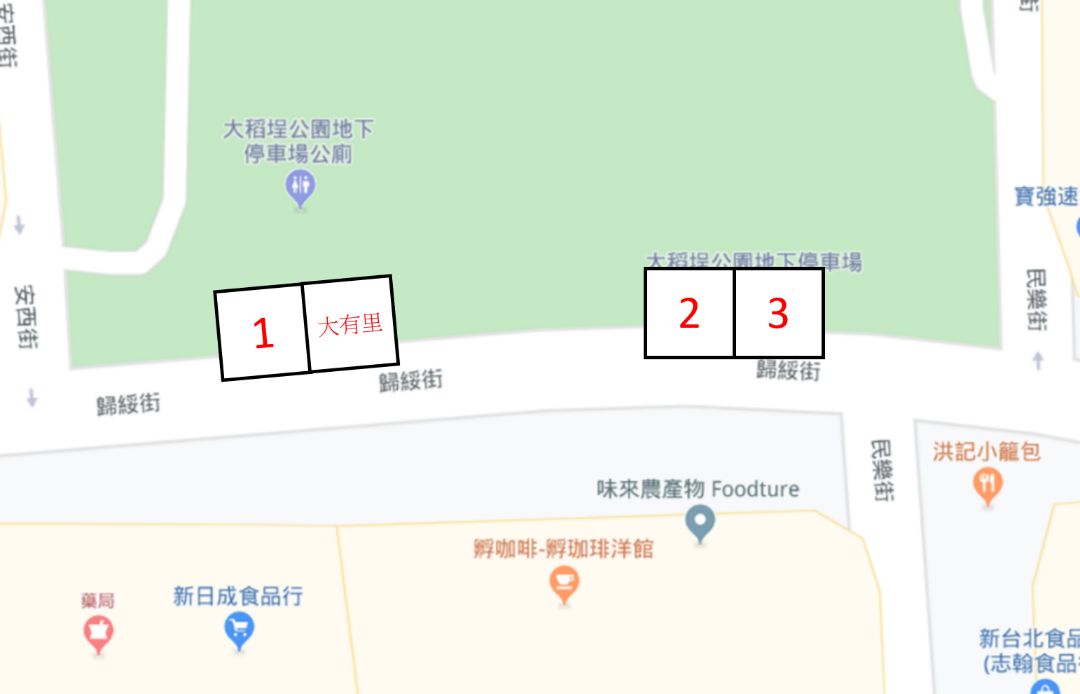 安西街
街
大稻埕公園地下
停車場公廁
寶強速
大稻埕公園地下停車場
安西街
民樂街
1
大有里
2
3
歸綏街
歸綏街
歸綏街
民樂街
洪記小籠包
味來農產物 Foodture
孵咖啡-孵珈琲洋館
藥局
新日成食品行
新台北食品
(志翰食品